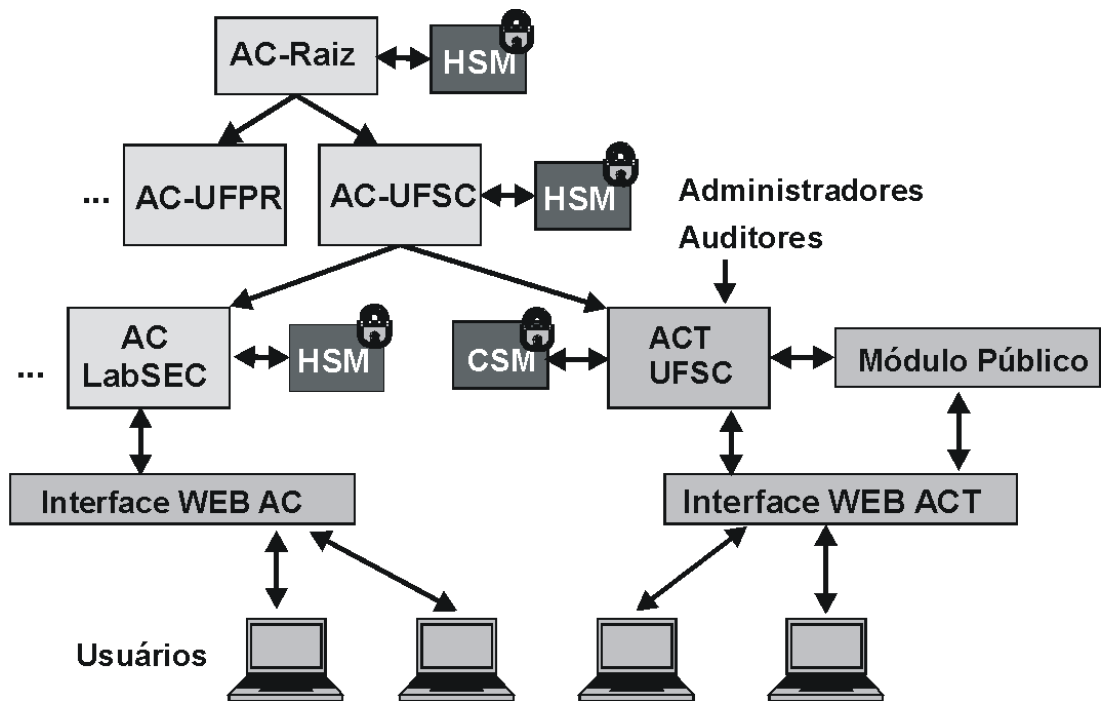 AC-Raiz
HSM
...
AC-UFPR
AC-UFSC
HSM
Administradores
Auditores
...
AC
LabSEC
HSM
CSM
ACT
UFSC
Módulo Público
Interface WEB AC
Interface WEB ACT
Usuários